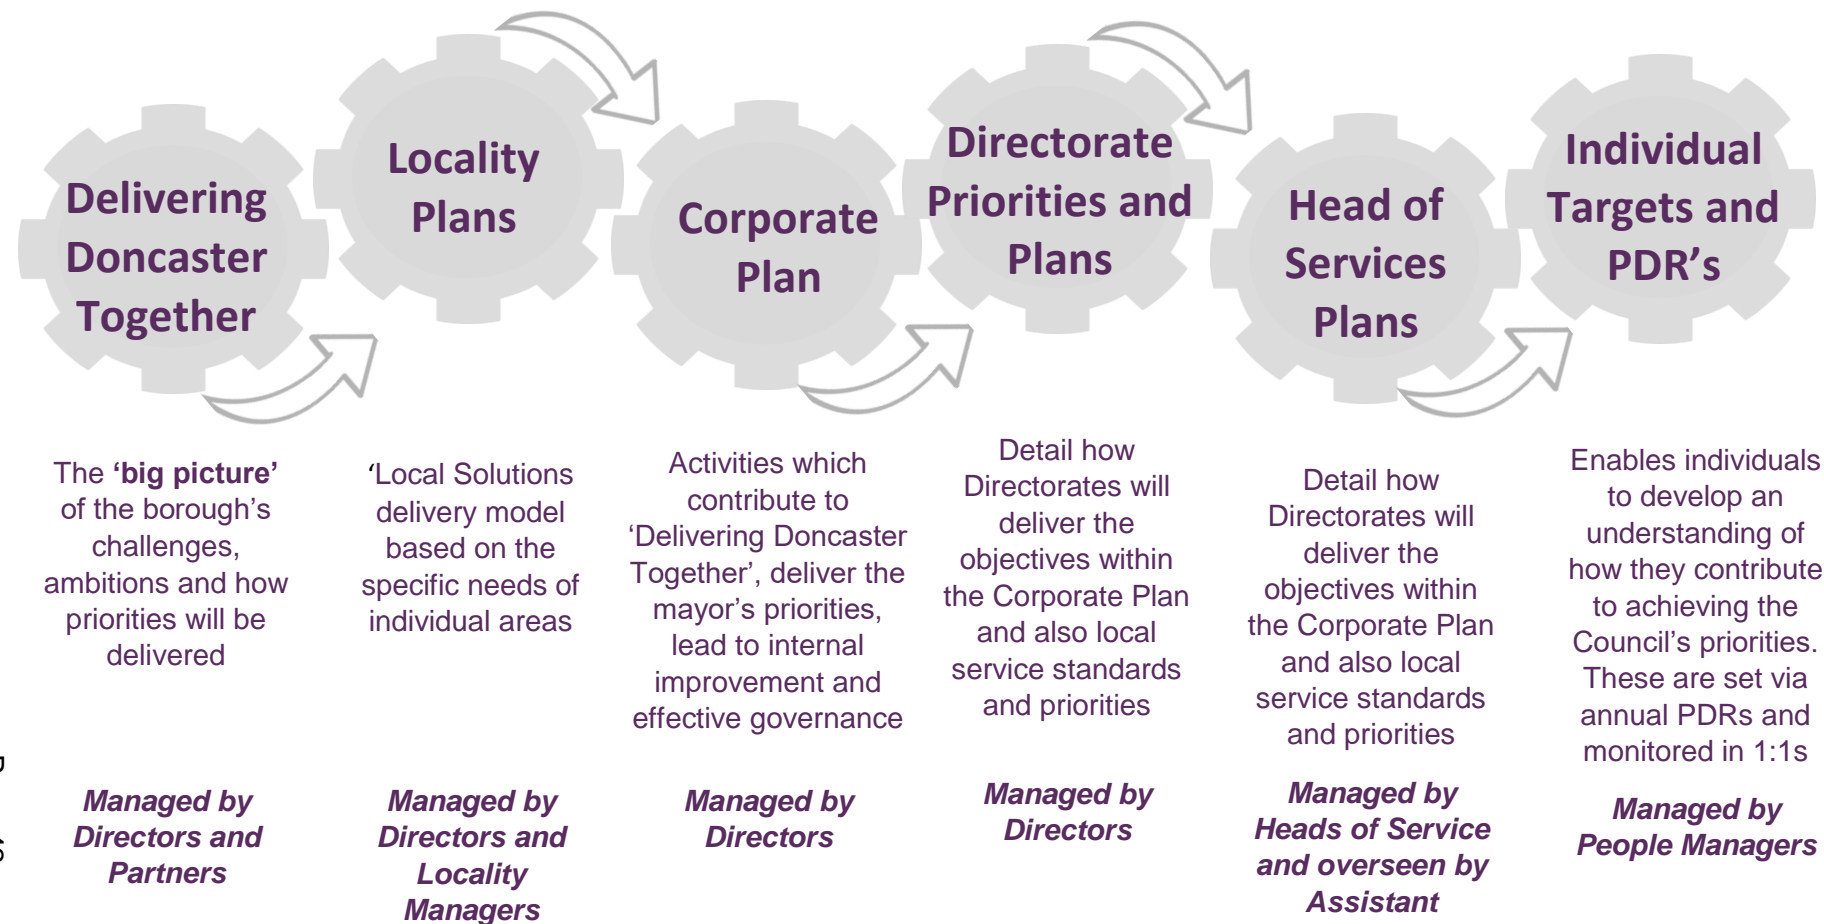 Delivering
Doncaster
Together
Locality
Plans
Corporate
Plan
Directorate
Priorities and
Plans
Head of
Services
Plans
Individual
Targets and
PDR’s
The ‘big picture’
of the borough’s
challenges,
ambitions and how
priorities will be
delivered
‘Local Solutions
delivery model
based on the
specific needs of
individual areas
Activities which
contribute to
‘Delivering Doncaster
Together’, deliver the
mayor’s priorities,
lead to internal
improvement and
effective governance
Detail how
Directorates will
deliver the
objectives within
the Corporate Plan
and also local
service standards
and priorities
Detail how
Directorates will
deliver the
objectives within
the Corporate Plan
and also local
service standards
and priorities
Enables individuals
to develop an
understanding of
how they contribute
to achieving the
Council’s priorities.
These are set via
annual PDRs and
monitored in 1:1s
Managed by
Directors and
Partners
Managed by
Directors and
Locality
Managers
Managed by
Directors
Managed by
Directors
Managed by
Heads of Service
and overseen by
Assistant
Managed by
People Managers